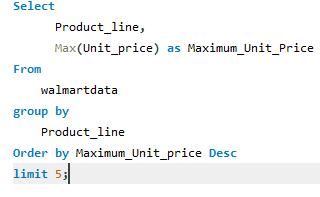 Select
Product_line,
Max(Unit_price) as Maximum_Unit_Price
From
walmartdata
group by
Product_line
Order by Maximum_Unit_price Desc
limit 5;